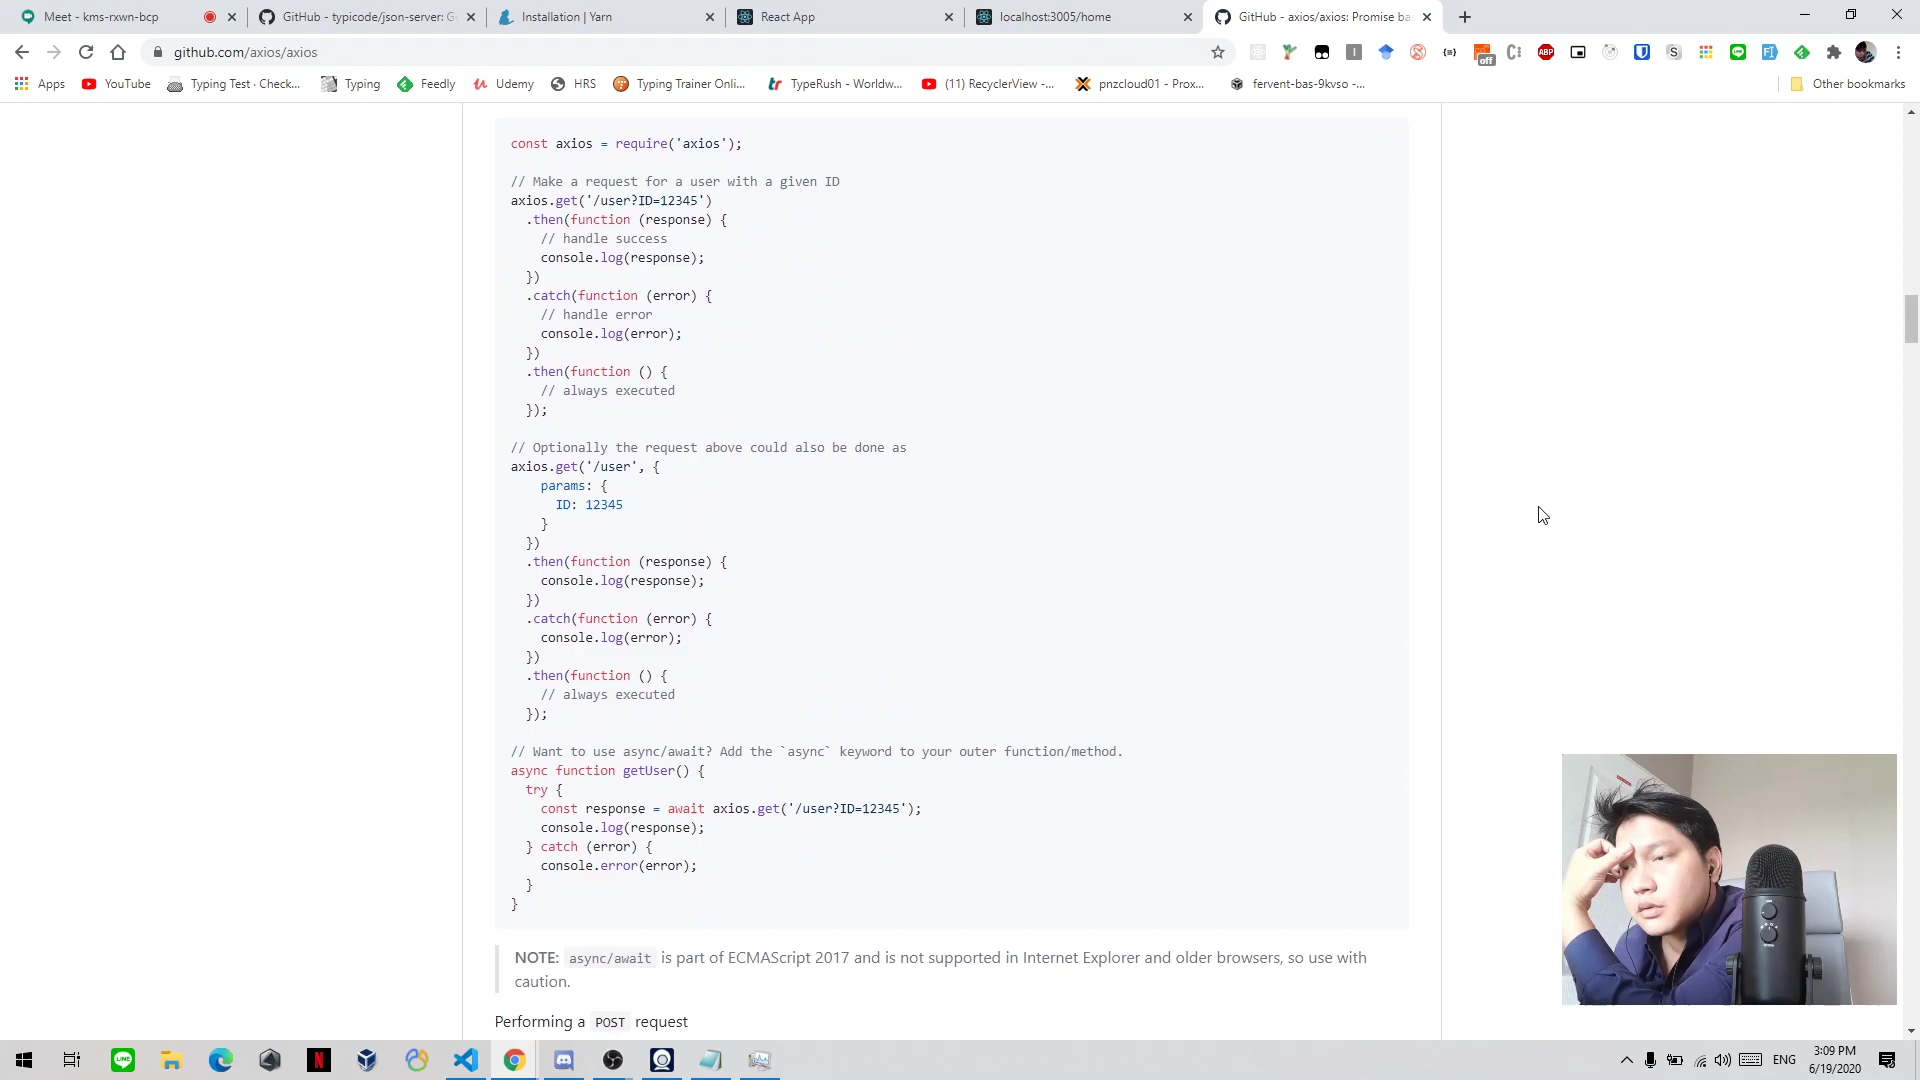 Meet - kms-rxwn-bcp
GitHub - typicode/json-server: Ge
Installation | Yarn
React App
localhost:3005/home
GitHub - axios/axios: Promise ba
github.com/axios/axios
Apps
YouTube
Typing Test · Check...
Typing
Feedly
Udemy
HRS
Typing Trainer Onli...
TypeRush - Worldw...
(11) RecyclerView -...
pnzcloud01 - Prox...
fervent-bas-9kvso -...
Other bookmarks
const axios = require('axios');
// Make a request for a user with a given ID
axios.get('/user?ID=12345')
.then(function (response) {
// handle success
console.log(response);
})
.catch(function (error) {
// handle error
console.log(error);
})
.then(function () {
// always executed
});
// Optionally the request above could also be done as
axios.get('/user', {
params: {
ID: 12345
}
})
.then(function (response) {
console.log(response);
})
.catch(function (error) {
console.log(error);
})
.then(function () {
// always executed
});
// Want to use async/await? Add the `async` keyword to your outer function/method.
async function getUser() {
try {
const response = await axios.get('/user?ID=12345');
console.log(response);
} catch (error) {
console.error(error);
}
}
NOTE: async/await is part of ECMAScript 2017 and is not supported in Internet Explorer and older browsers, so use with
caution.
Performing a POST request
ENG
3:09 PM
6/19/2020